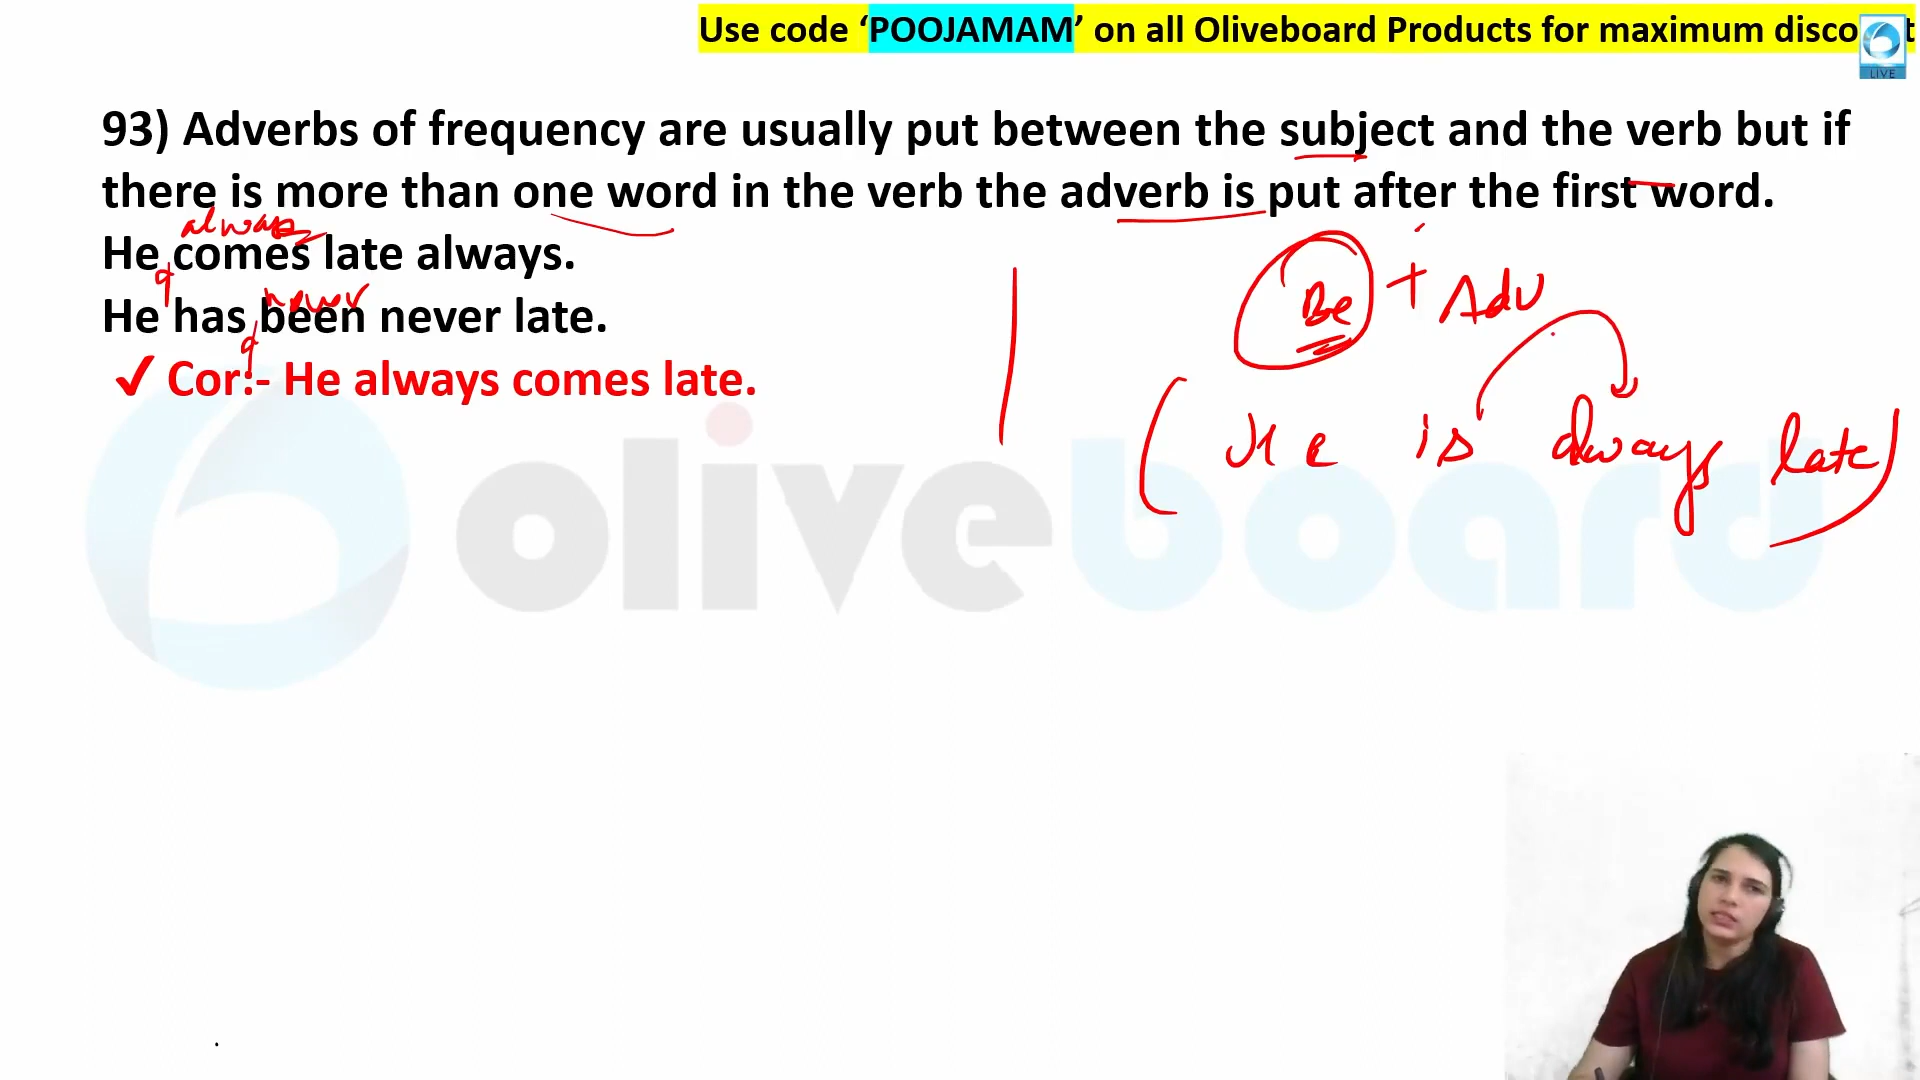 Use code ‘POOJAMAM’ on all Oliveboard Products for maximum disco t
LIVE
93) Adverbs of frequency are usually put between the subject and the verb but if
there is more than one word in the verb the adverb is put after the first word.
always
He comes late always.
never
He has been never late.
✓ Cor:- He always comes late.
Be + Adv
(He is always late)
oliveboard